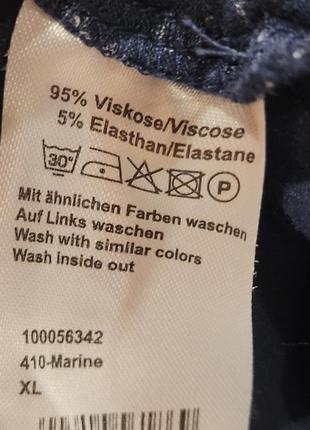 95% Viskose/Viscose
5% Elasthan/Elastane
30° P
Mit ähnlichen Farben waschen
Auf Links waschen
Wash with similar colors
Wash inside out
100056342
410-Marine
XL